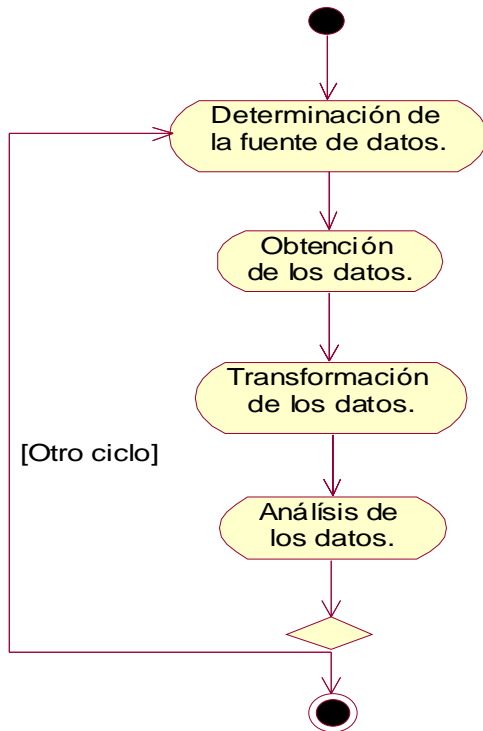 Determinación de
la fuente de datos.
Obtención
de los datos.
Transformación
de los datos.
[Otro ciclo]
Análísis de
los datos.